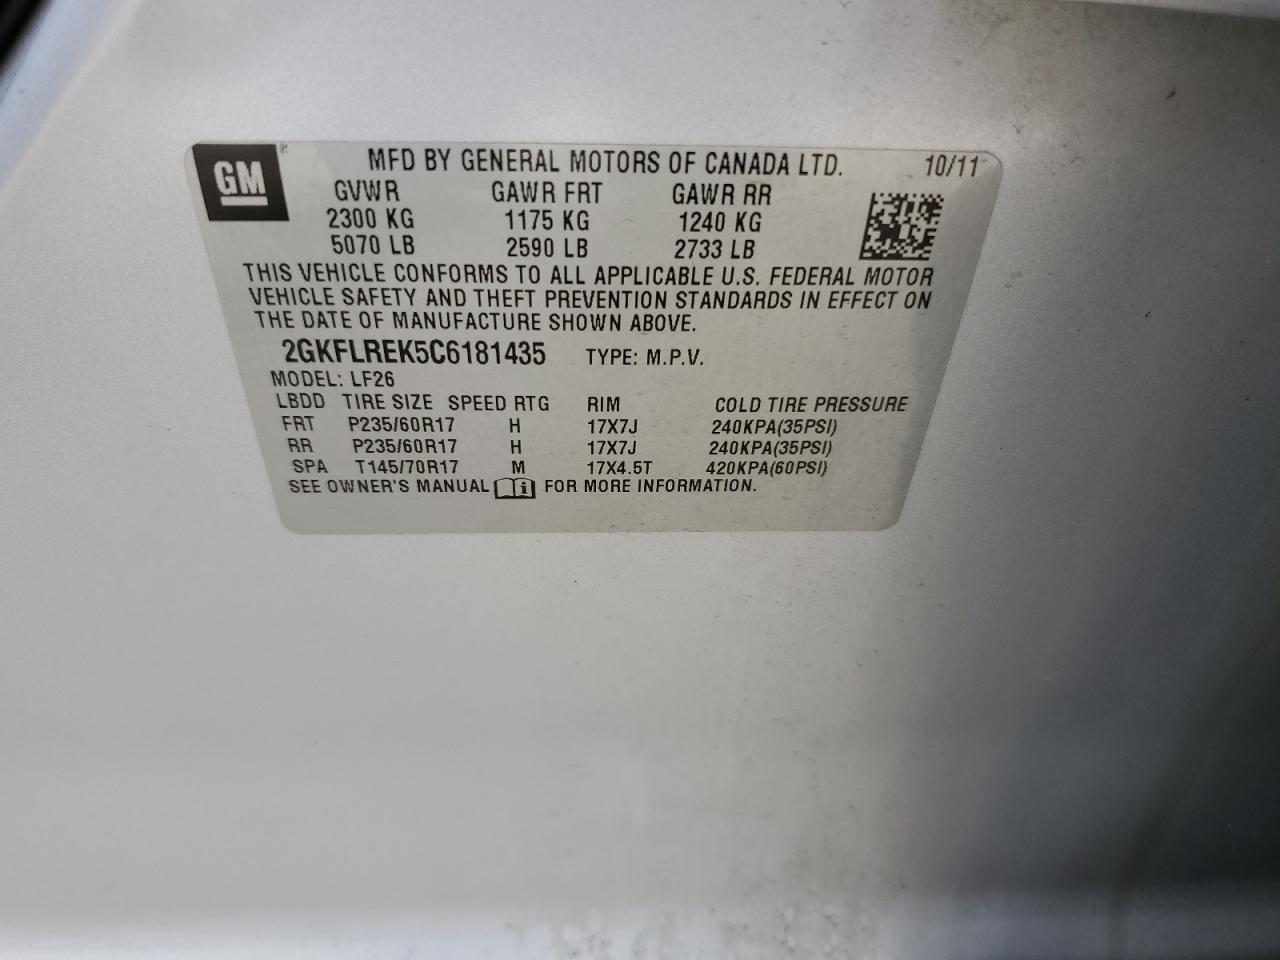 GM ® MFD BY GENERAL MOTORS OF CANADA LTD. 10/11
GVWR GAWR FRT GAWR RR
2300 KG 1175 KG 1240 KG
5070 LB 2590 LB 2733 LB
THIS VEHICLE CONFORMS TO ALL APPLICABLE U.S. FEDERAL MOTOR
VEHICLE SAFETY AND THEFT PREVENTION STANDARDS IN EFFECT ON
THE DATE OF MANUFACTURE SHOWN ABOVE.
2GKFLREK5C6181435 TYPE: M.P.V.
MODEL: LF26
LBDD TIRE SIZE SPEED RTG RIM COLD TIRE PRESSURE
FRT P235/60R17 H 17X7J 240KPA(35PSI)
RR P235/60R17 H 17X7J 240KPA(35PSI)
SPA T145/70R17 M 17X4.5T 420KPA(60PSI)
SEE OWNER'S MANUAL FOR MORE INFORMATION.